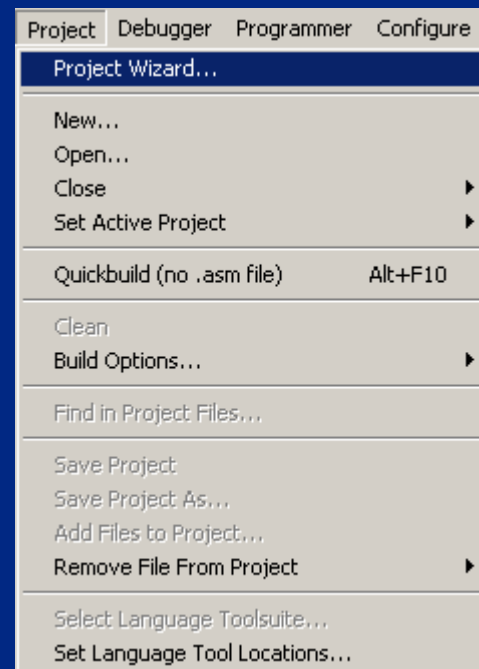 Project Debugger Programmer Configure
Project Wizard...
New...
Open...
Close
Set Active Project
Quickbuild (no .asm file) Alt+F10
Clean
Build Options...
Find in Project Files...
Save Project
Save Project As...
Add Files to Project...
Remove File From Project
Select Language Toolsuite...
Set Language Tool Locations...